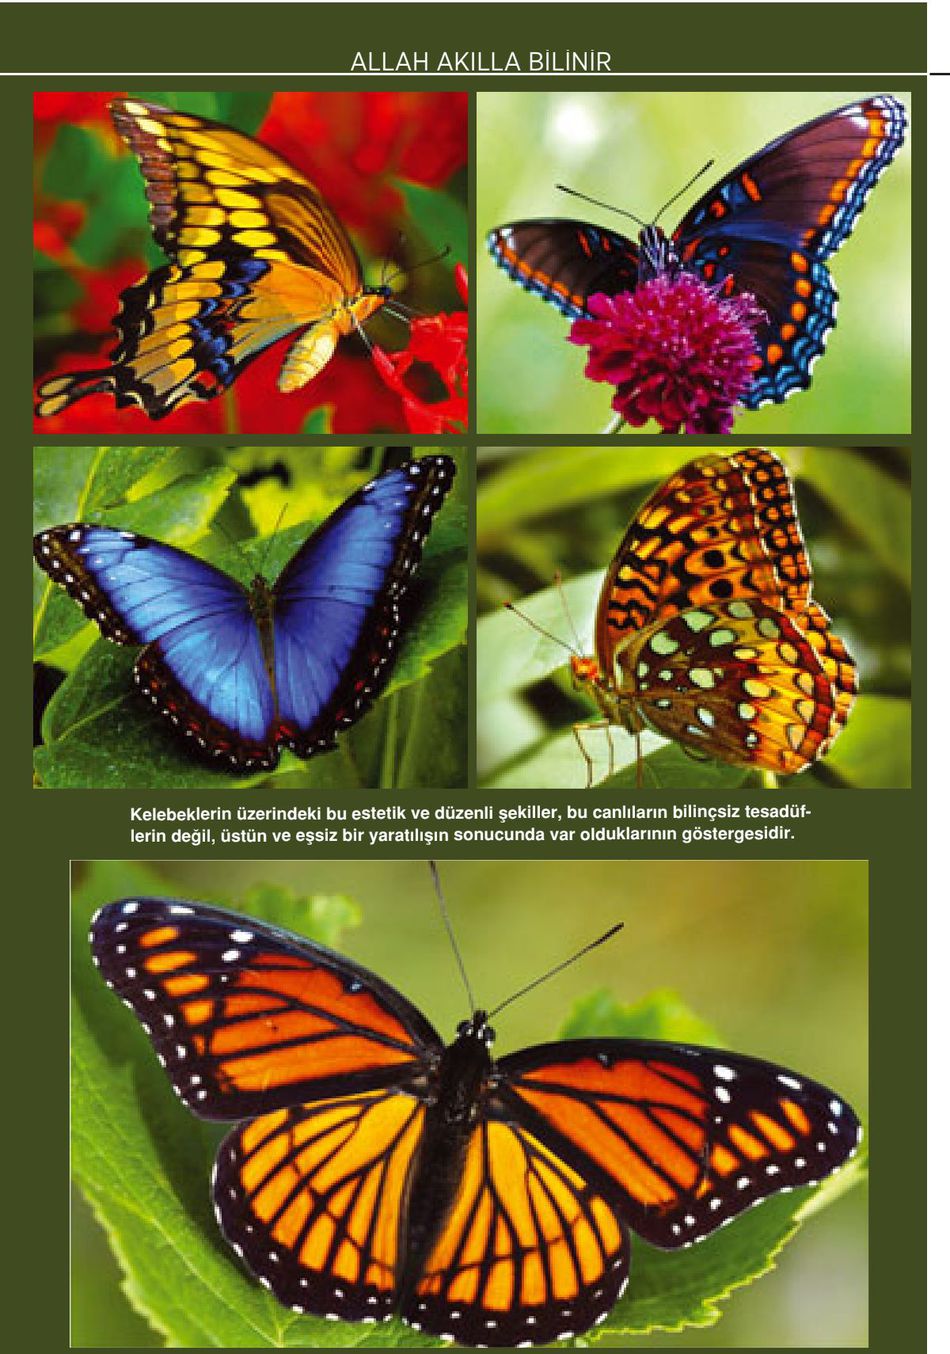 ALLAH AKILLA BİLİNİR
Kelebeklerin üzerindeki bu estetik ve düzenli şekiller, bu canlıların bilinçsiz tesadüf-
lerin değil, üstün ve eşsiz bir yaratılışın sonucunda var olduklarının göstergesidir.